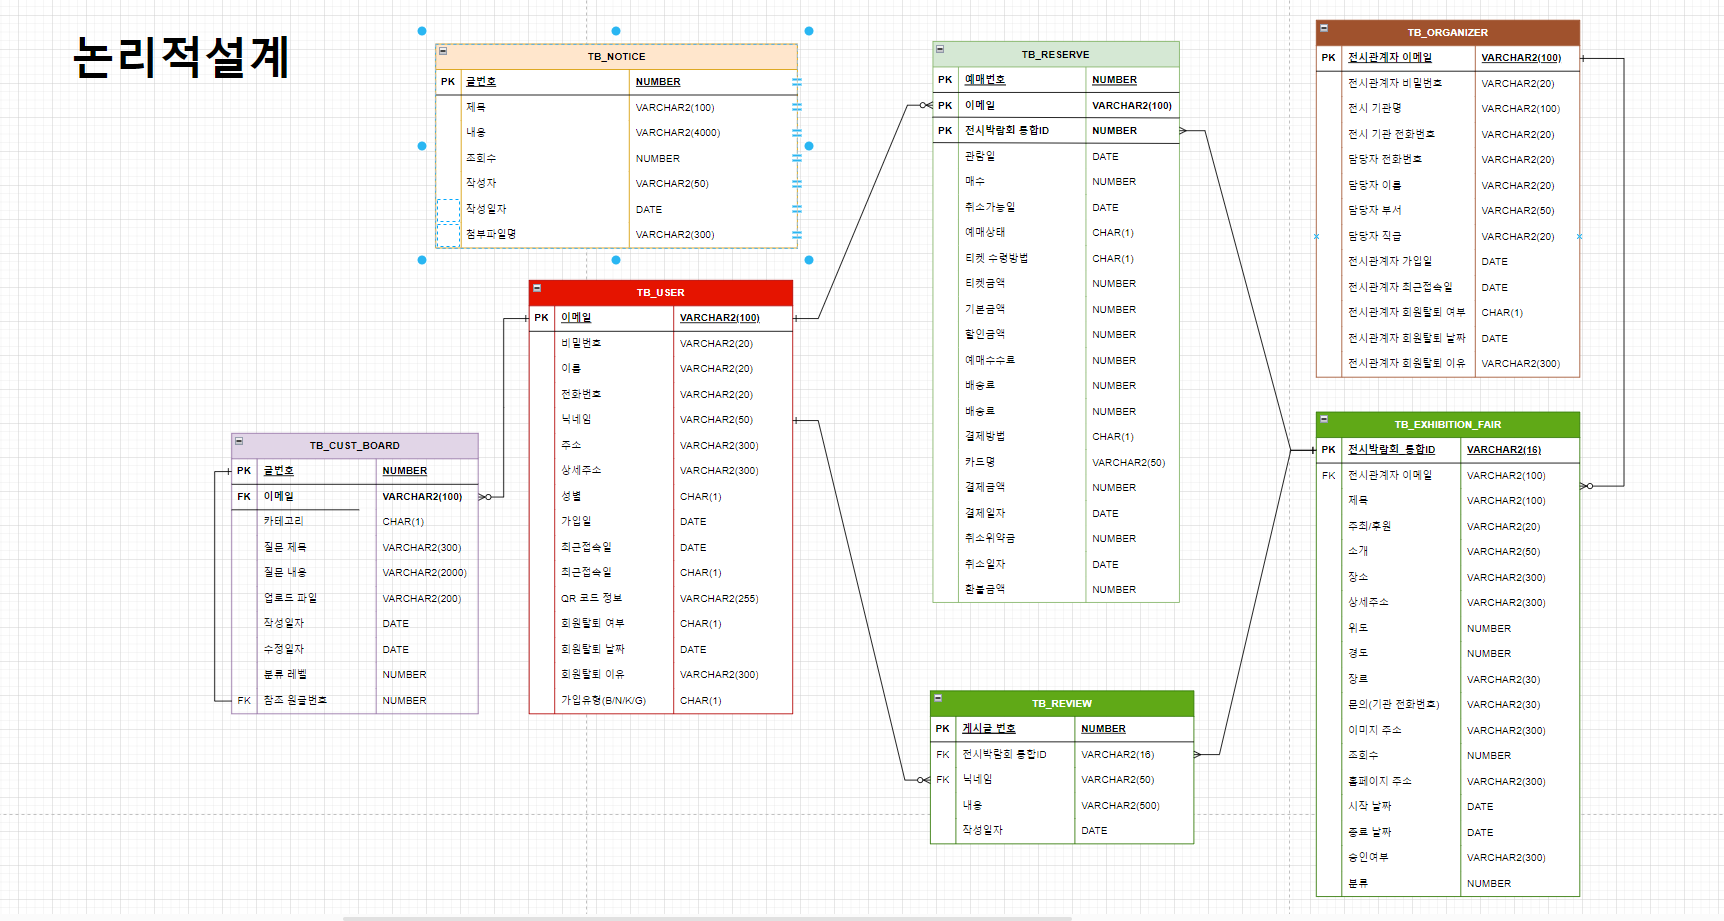 논리적설계
TB_NOTICE
PK 글번호 NUMBER
제목 VARCHAR2(100)
내용 VARCHAR2(4000)
조회수 NUMBER
작성자 VARCHAR2(50)
작성일자 DATE
첨부파일명 VARCHAR2(300)
TB_RESERVE
PK 예매번호 NUMBER
PK 이메일 VARCHAR2(100)
PK 전시박람회 통합ID NUMBER
관람일 DATE
매수 NUMBER
취소가능일 DATE
예매상태 CHAR(1)
티켓 수령방법 CHAR(1)
티켓금액 NUMBER
기본금액 NUMBER
할인금액 NUMBER
예매수수료 NUMBER
배송료 NUMBER
배송료 NUMBER
결제방법 CHAR(1)
카드명 VARCHAR2(50)
결제금액 NUMBER
결제일자 DATE
취소위약금 NUMBER
취소일자 DATE
환불금액 NUMBER
TB_ORGANIZER
PK 전시관계자 이메일 VARCHAR2(100)
전시관계자 비밀번호 VARCHAR2(20)
전시 기관명 VARCHAR2(100)
전시 기관 전화번호 VARCHAR2(20)
담당자 전화번호 VARCHAR2(20)
담당자 이름 VARCHAR2(20)
담당자 부서 VARCHAR2(50)
담당자 직급 VARCHAR2(20)
전시관계자 가입일 DATE
전시관계자 최근접속일 DATE
전시관계자 회원탈퇴 여부 CHAR(1)
전시관계자 회원탈퇴 날짜 DATE
전시관계자 회원탈퇴 이유 VARCHAR2(300)
TB_USER
PK 이메일 VARCHAR2(100)
비밀번호 VARCHAR2(20)
이름 VARCHAR2(20)
전화번호 VARCHAR2(20)
닉네임 VARCHAR2(50)
주소 VARCHAR2(300)
상세주소 VARCHAR2(300)
성별 CHAR(1)
가입일 DATE
최근접속일 DATE
최근접속일 CHAR(1)
QR 코드 정보 VARCHAR2(255)
회원탈퇴 여부 CHAR(1)
회원탈퇴 날짜 DATE
회원탈퇴 이유 VARCHAR2(300)
가입유형(B/N/K/G) CHAR(1)
TB_CUST_BOARD
PK 글번호 NUMBER
FK 이메일 VARCHAR2(100)
카테고리 CHAR(1)
질문 제목 VARCHAR2(300)
질문 내용 VARCHAR2(2000)
업로드 파일 VARCHAR2(200)
작성일자 DATE
수정일자 DATE
분류 레벨 NUMBER
FK 참조 원글번호 NUMBER
TB_EXHIBITION_FAIR
PK 전시박람회_통합ID VARCHAR2(16)
FK 전시관계자 이메일 VARCHAR2(100)
제목 VARCHAR2(100)
주최/후원 VARCHAR2(20)
소개 VARCHAR2(50)
장소 VARCHAR2(300)
상세주소 VARCHAR2(300)
위도 NUMBER
경도 NUMBER
장르 VARCHAR2(30)
문의(기관 전화번호) VARCHAR2(30)
이미지 주소 VARCHAR2(300)
조회수 NUMBER
홈페이지 주소 VARCHAR2(300)
시작 날짜 DATE
종료 날짜 DATE
승인여부 VARCHAR2(300)
분류 NUMBER
TB_REVIEW
PK 게시글 번호 NUMBER
FK 전시박람회 통합ID VARCHAR2(16)
FK 닉네임 VARCHAR2(50)
내용 VARCHAR2(500)
작성일자 DATE